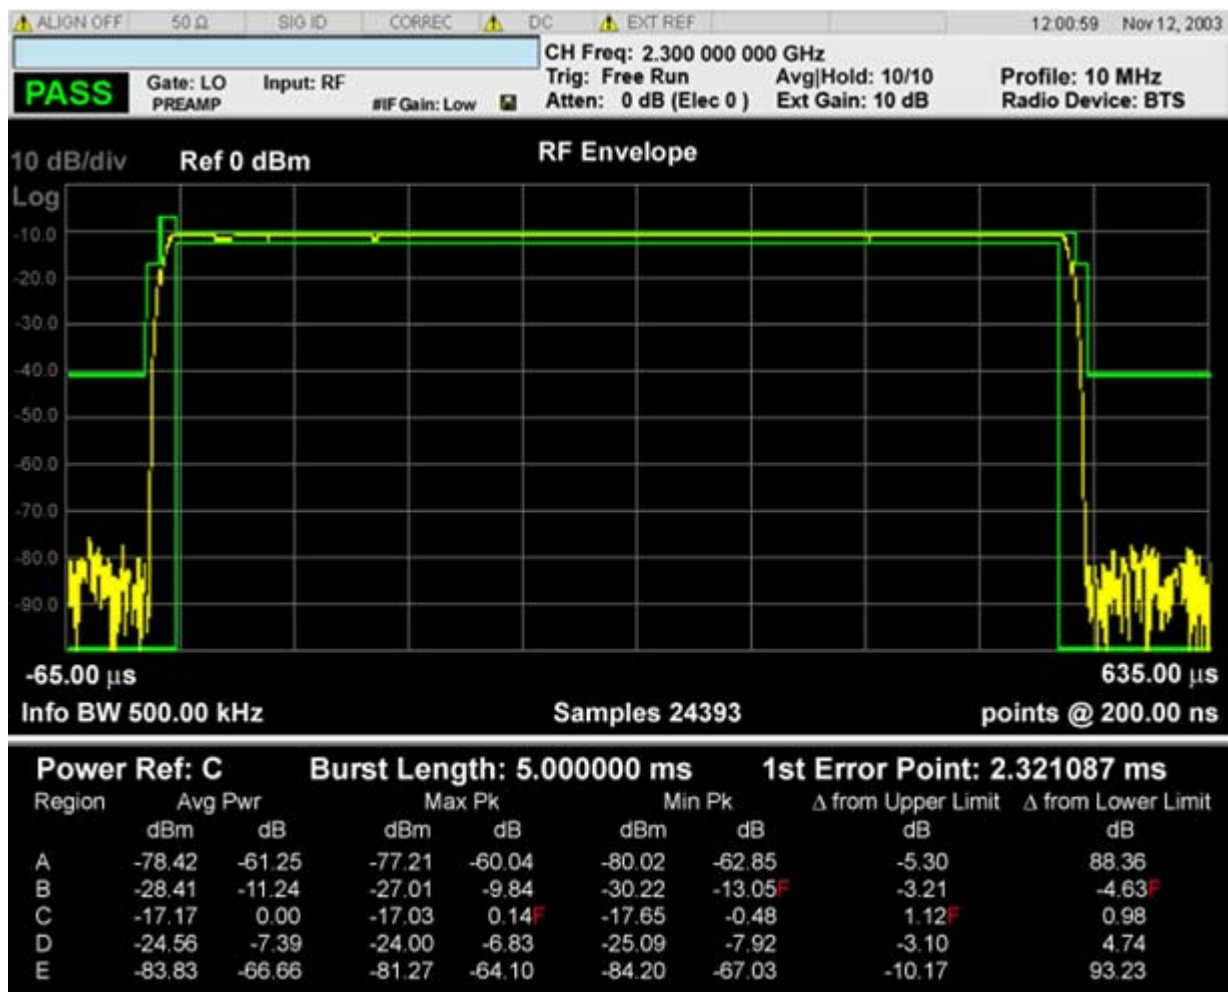 ALIGN OFF 50 Ω SIG ID CORREC DC EXT REF 12:00:59 Nov 12, 2003
CH Freq: 2.300 000 000 GHz
PASS Gate: LO Input: RF Trig: Free Run Avg|Hold: 10/10 Profile: 10 MHz
PREAMP #IF Gain: Low Atten: 0 dB (Elec 0 ) Ext Gain: 10 dB Radio Device: BTS
10 dB/div Ref 0 dBm RF Envelope
Log
-10.0
-20.0
-30.0
-40.0
-50.0
-60.0
-70.0
-80.0
-90.0
-65.00 µs 635.00 µs
Info BW 500.00 kHz Samples 24393 points @ 200.00 ns
Power Ref: C Burst Length: 5.000000 ms 1st Error Point: 2.321087 ms
Region Avg Pwr Max Pk Min Pk Δ from Upper Limit Δ from Lower Limit
dBm dB dBm dB dBm dB dB dB
A -78.42 -61.25 -77.21 -60.04 -80.02 -62.85 -5.30 88.36
B -28.41 -11.24 -27.01 -9.84 -30.22 -13.05F -3.21 -4.63F
C -17.17 0.00 -17.03 0.14F -17.65 -0.48 1.12F 0.98
D -24.56 -7.39 -24.00 -6.83 -25.09 -7.92 -3.10 4.74
E -83.83 -66.66 -81.27 -64.10 -84.20 -67.03 -10.17 93.23